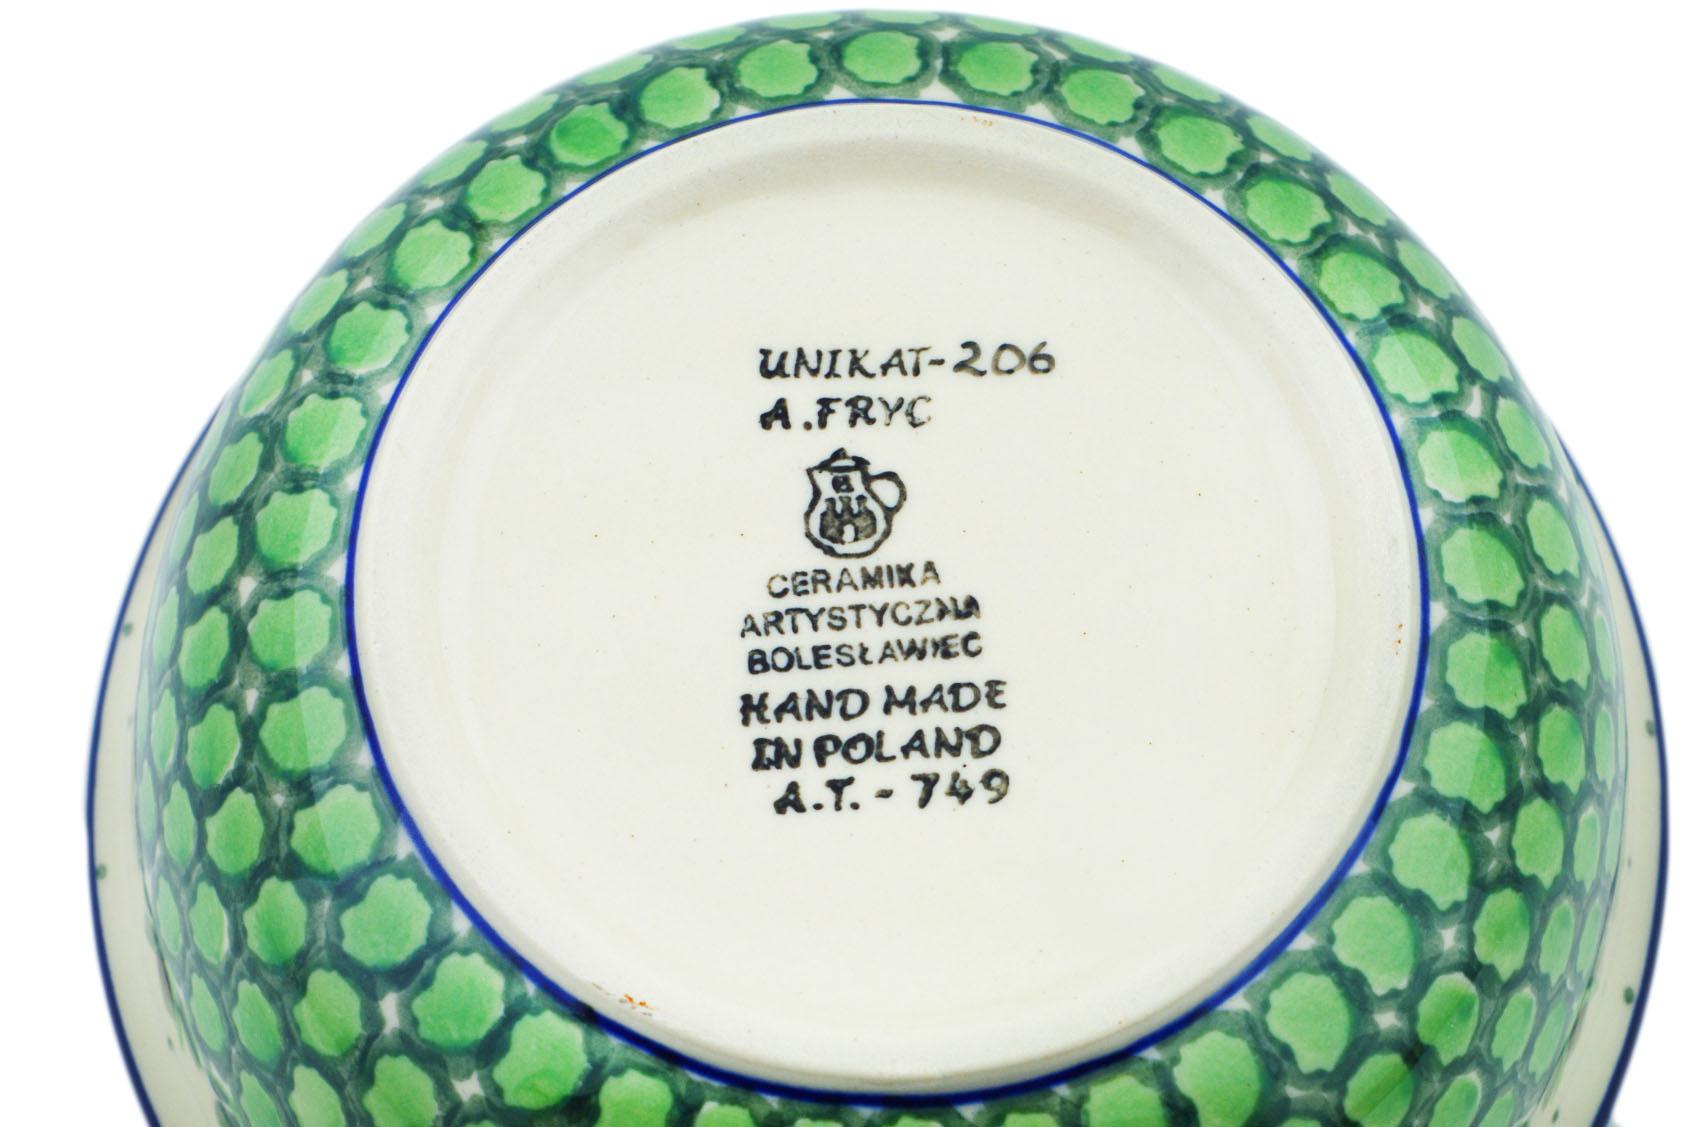 UNIKAT-206
A.FRYC
B
CERAMIKA
ARTYSTYCZNA
BOLESŁAWIEC
HAND MADE
IN POLAND
A.T.-749